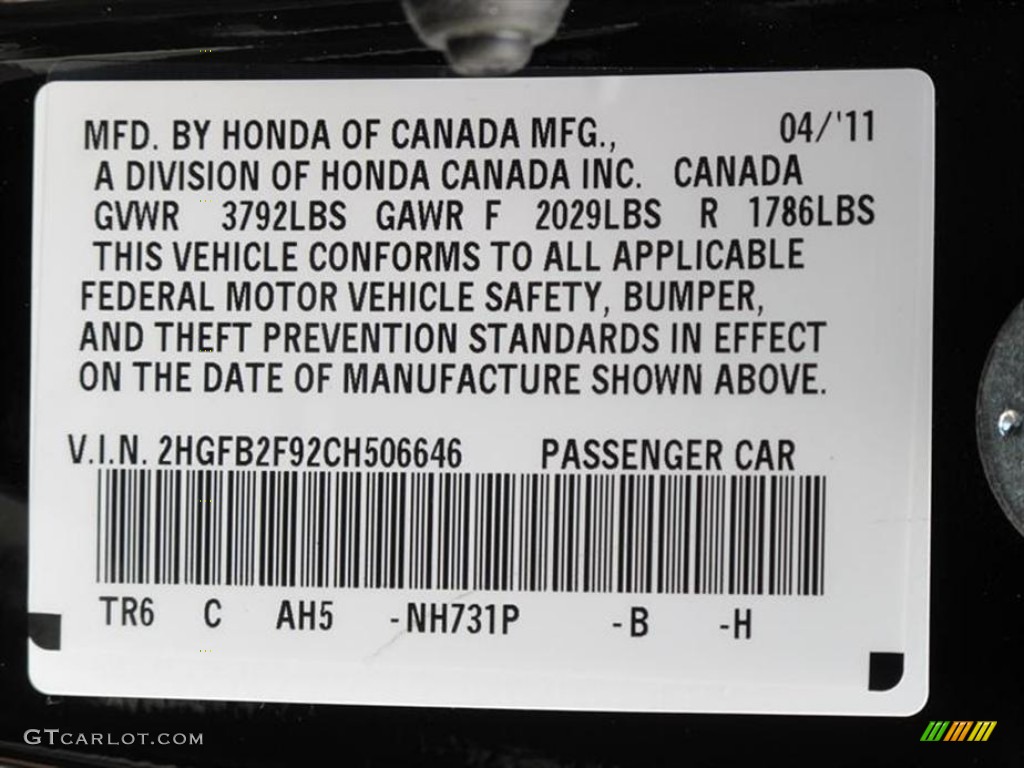 MFD. BY HONDA OF CANADA MFG., 04/'11
A DIVISION OF HONDA CANADA INC. CANADA
GVWR 3792LBS GAWR F 2029LBS R 1786LBS
THIS VEHICLE CONFORMS TO ALL APPLICABLE
FEDERAL MOTOR VEHICLE SAFETY, BUMPER,
AND THEFT PREVENTION STANDARDS IN EFFECT
ON THE DATE OF MANUFACTURE SHOWN ABOVE.
V.I.N. 2HGFB2F92CH506646 PASSENGER CAR
TR6 C AH5 -NH731P -B -H
GTCARLOT.COM